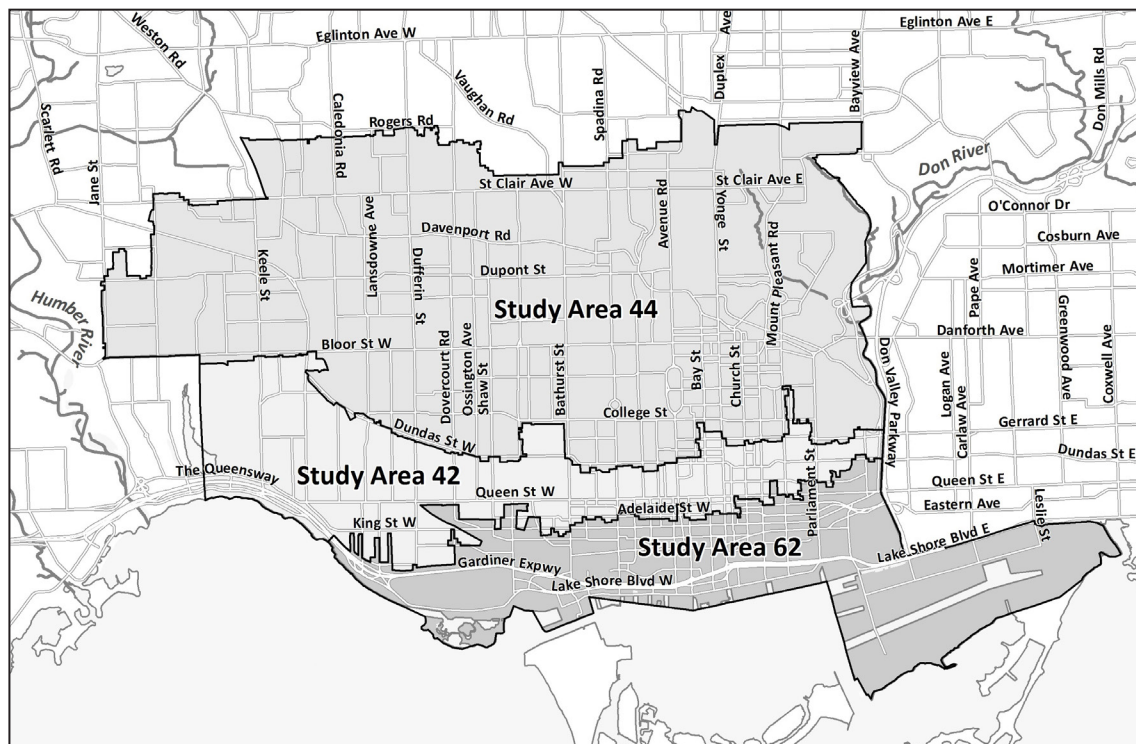 Weston Rd
Eglinton Ave W
Ave
Duplex
Bayview Ave
Eglinton Ave E
Don Mills Rd
Scarlett Rd
Jane St
Caledonia Rd
Rogers Rd
Vaughan Rd
Spadina Rd
Don River
St Clair Ave W
St Clair Ave E
Avenue Rd
Yonge St
Mount Pleasant Rd
O'Connor Dr
Lansdowne Ave
Davenport Rd
Cosburn Ave
Keele St
Dufferin St
Dupont St
Mortimer Ave
Pape Ave
Humber River
Study Area 44
Greenwood Ave
Coxwell Ave
Danforth Ave
Bloor St W
Dovercourt Rd
Ossington Ave
Shaw St
Bathurst St
Bay St
Church St
Don Valley Parkway
Logan Ave
Carlaw Ave
College St
Gerrard St E
Dundas St W
Dundas St E
The Queensway
Study Area 42
Parliament St
Queen St W
Queen St E
Adelaide St W
Eastern Ave
Leslie St
King St W
Study Area 62
Lake Shore Blvd E
Gardiner Expwy
Lake Shore Blvd W